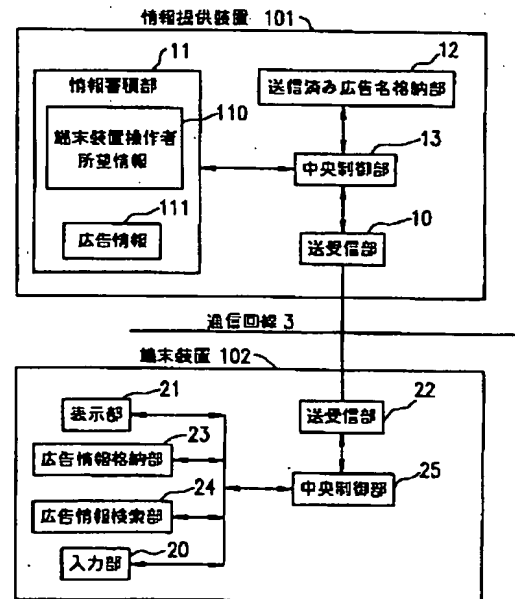 情報提供装置 101
11
情報蓄積部
110
端末装置操作者
所望情報
111
広告情報
12
送信済み広告名格納部
13
中央制御部
10
送受信部
通信回線 3
端末装置 102
21
表示部
23
広告情報格納部
24
広告情報検索部
20
入力部
22
送受信部
25
中央制御部